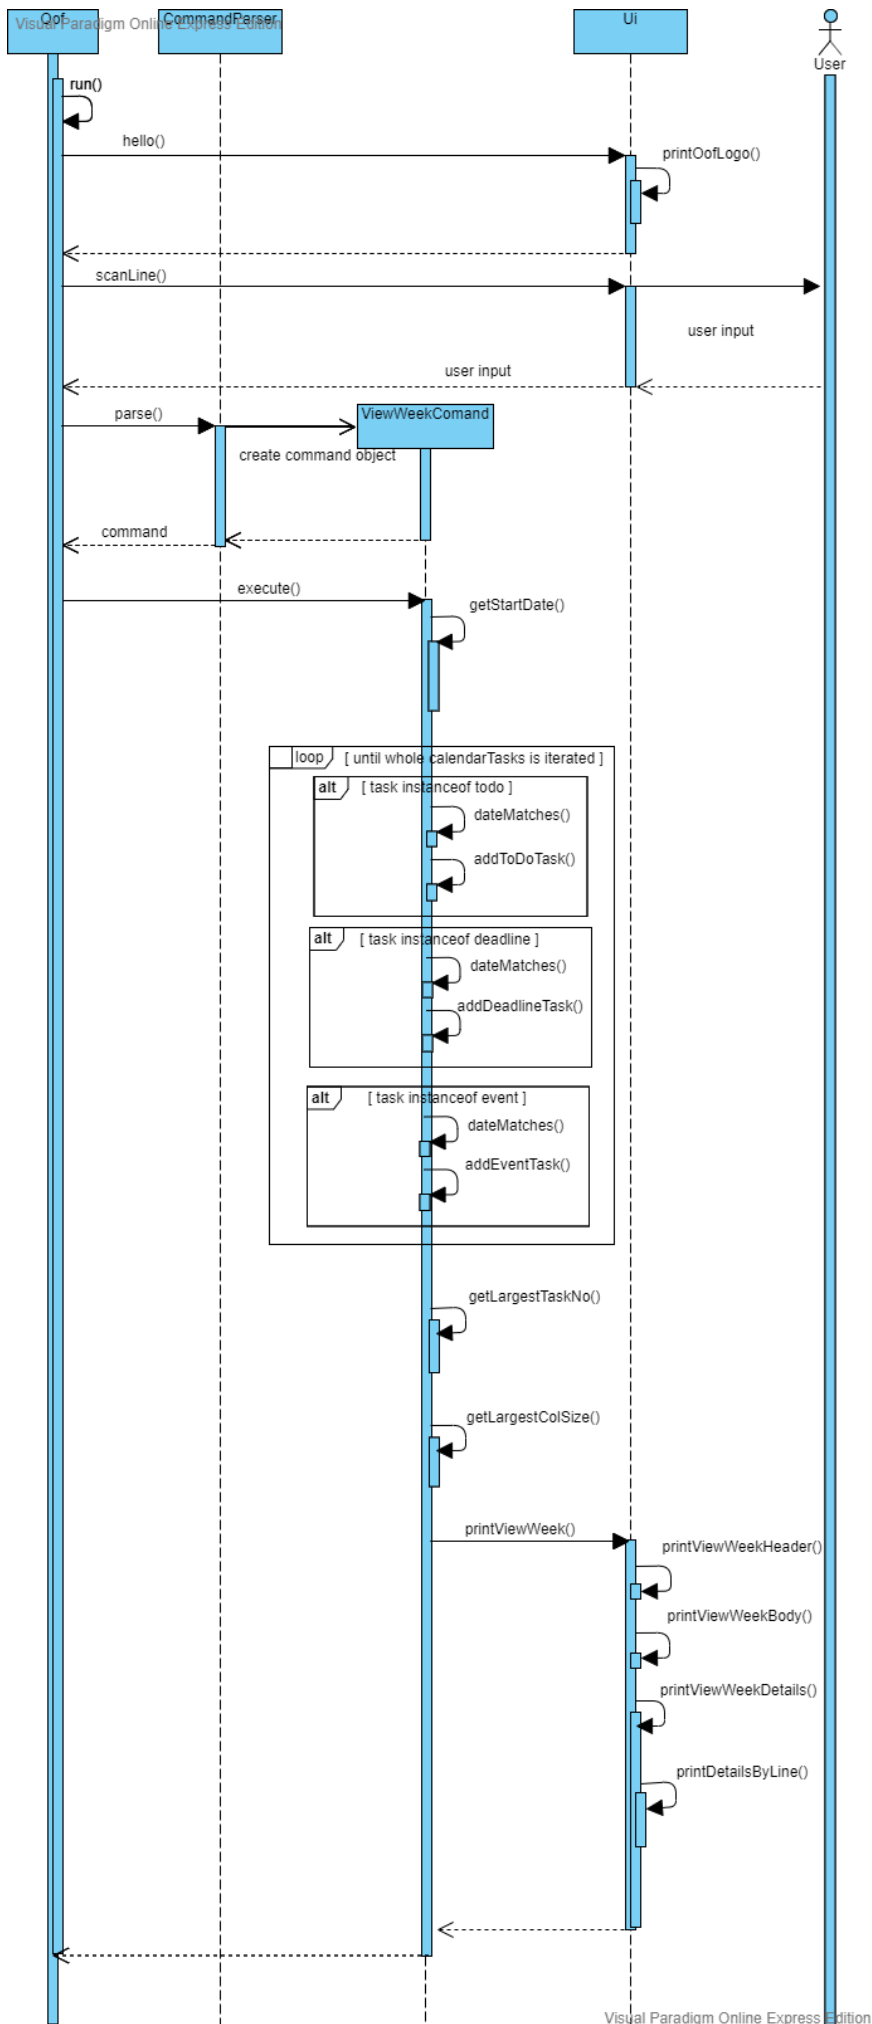 Oof
CommandParser
Ui
Visual Paradigm Online Express Edition
User
run()
hello()
printOofLogo()
scanLine()
user input
user input
parse()
ViewWeekComand
create command object
command
execute()
getStartDate()
loop
[ until whole calendarTasks is iterated ]
alt
[ task instanceof todo ]
dateMatches()
addToDoTask()
alt
[ task instanceof deadline ]
dateMatches()
addDeadlineTask()
alt
[ task instanceof event ]
dateMatches()
addEventTask()
getLargestTaskNo()
getLargestColSize()
printViewWeek()
printViewWeekHeader()
printViewWeekBody()
printViewWeekDetails()
printDetailsByLine()
Visual Paradigm Online Express Edition